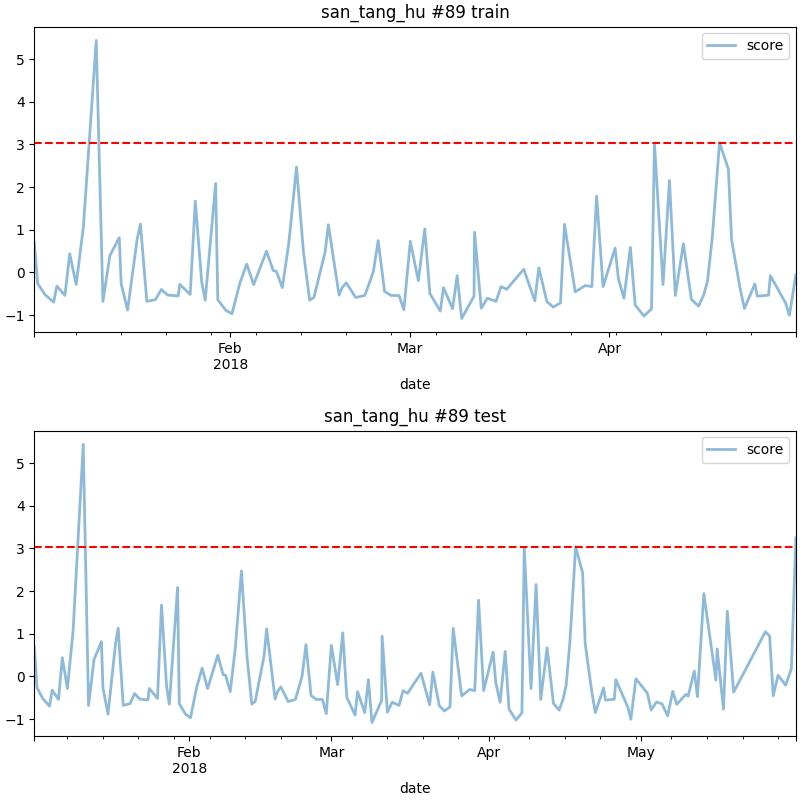 san_tang_hu #89 train
score
5
4
3
2
1
0
−1
Feb
2018
Mar
Apr
date
san_tang_hu #89 test
score
5
4
3
2
1
0
−1
Feb
2018
Mar
Apr
May
date